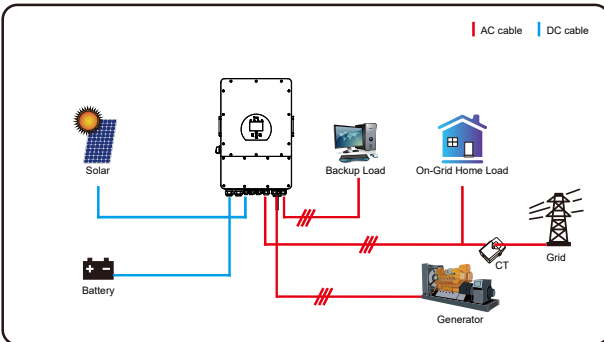 AC cable
DC cable
Solar
Backup Load
On-Grid Home Load
CT
Grid
Battery
Generator